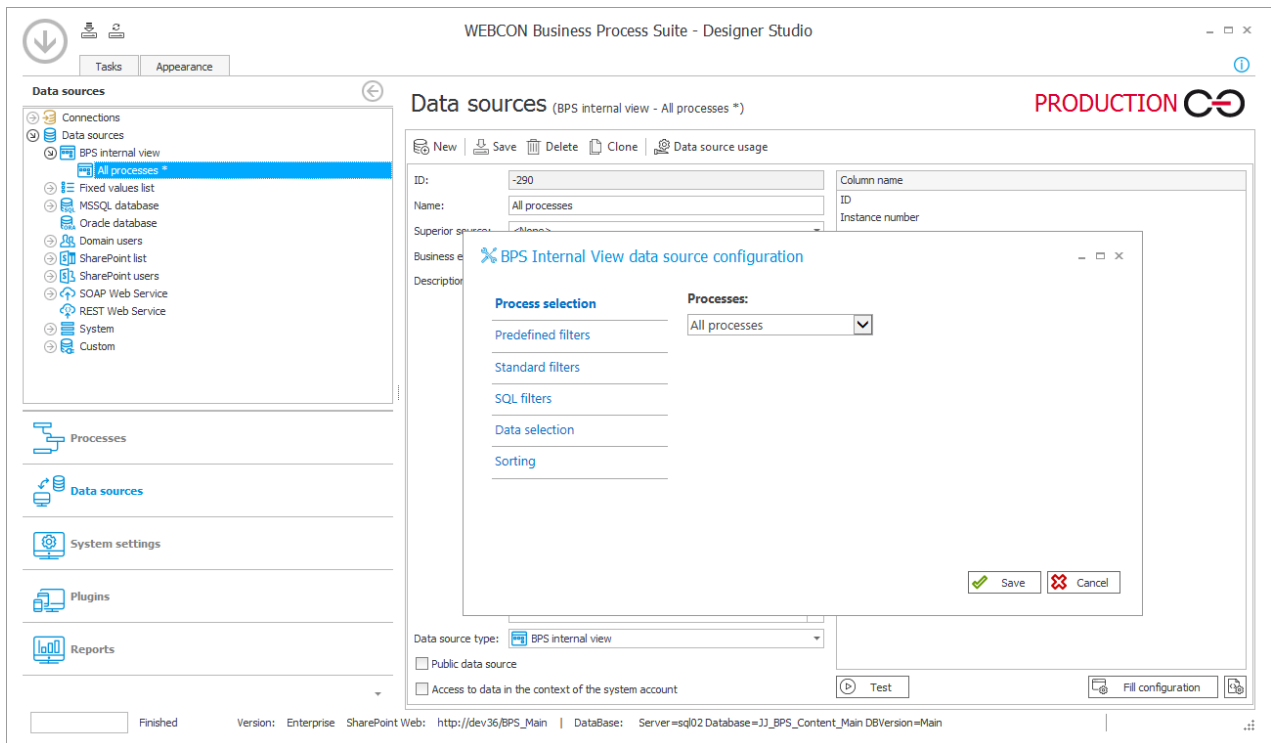 WEBCON Business Process Suite - Designer Studio
Tasks Appearance
Data sources
Data sources (BPS internal view - All processes *)
PRODUCTION
Connections
Data sources
BPS internal view
All processes *
Fixed values list
MSSQL database
Oracle database
Domain users
SharePoint list
SharePoint users
SOAP Web Service
REST Web Service
System
Custom
Processes
Data sources
System settings
Plugins
Reports
New Save Delete Clone Data source usage
ID: -290
Name: All processes
Superior source: <None>
Business e
Description
Column name
ID
Instance number
BPS Internal View data source configuration
Process selection
Predefined filters
Standard filters
SQL filters
Data selection
Sorting
Processes:
All processes
Save Cancel
Data source type: BPS internal view
Public data source
Access to data in the context of the system account
Test Fill configuration
Finished Version: Enterprise SharePoint Web: http://dev36/BPS_Main | DataBase: Server=sql02 Database=JJ_BPS_Content_Main DBVersion=Main